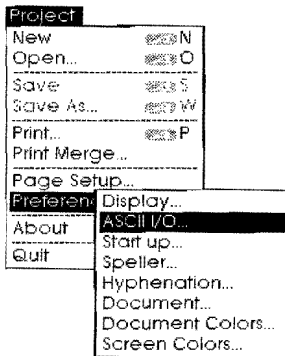 Project
New N
Open... O
Save S
Save As... W
Print... P
Print Merge...
Page Setup...
Preferen
About
Quit
Display...
ASCII I/O...
Start up...
Speller...
Hyphenation...
Document...
Document Colors...
Screen Colors...